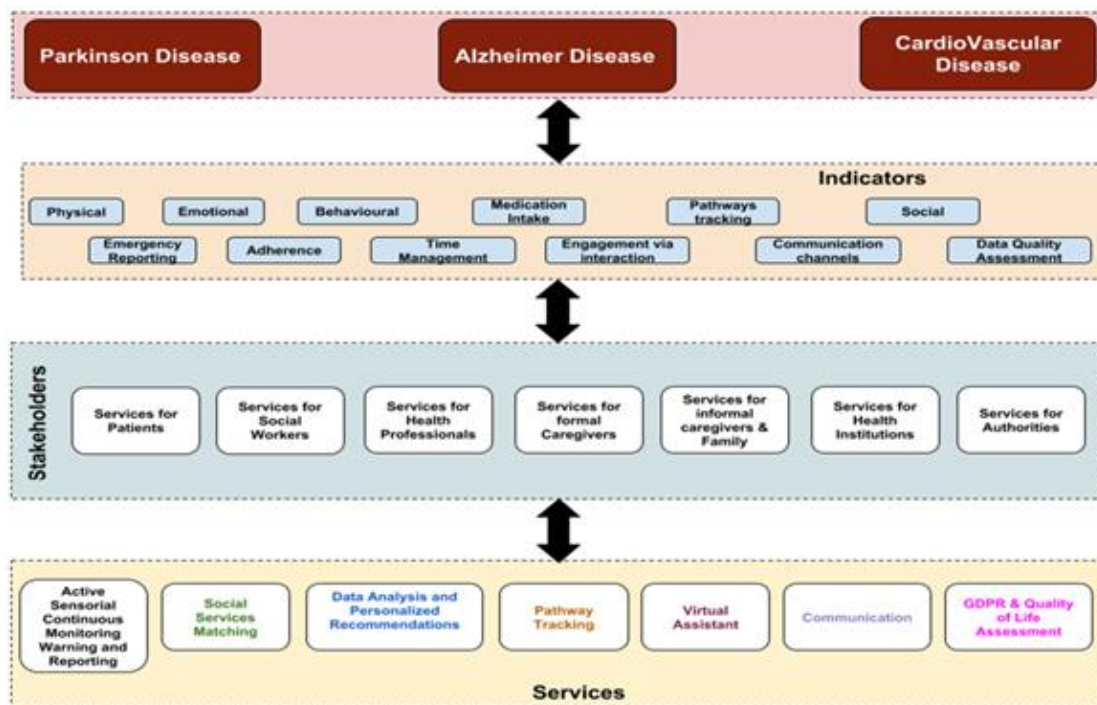 Parkinson Disease
Alzheimer Disease
CardioVascular
Disease
Indicators
Physical
Emotional
Behavioural
Medication
Intake
Pathways
tracking
Social
Emergency
Reporting
Adherence
Time
Management
Engagement via
interaction
Communication
channels
Data Quality
Assessment
Stakeholders
Services for
Patients
Services for
Social
Workers
Services for
Health
Professionals
Services for
formal
Caregivers
Services for
informal
caregivers &
Family
Services for
Health
Institutions
Services for
Authorities
Active
Sensorial
Continuous
Monitoring
Warning and
Reporting
Social
Services
Matching
Data Analysis and
Personalized
Recommendations
Pathway
Tracking
Virtual
Assistant
Communication
GDPR & Quality
of Life
Assessment
Services